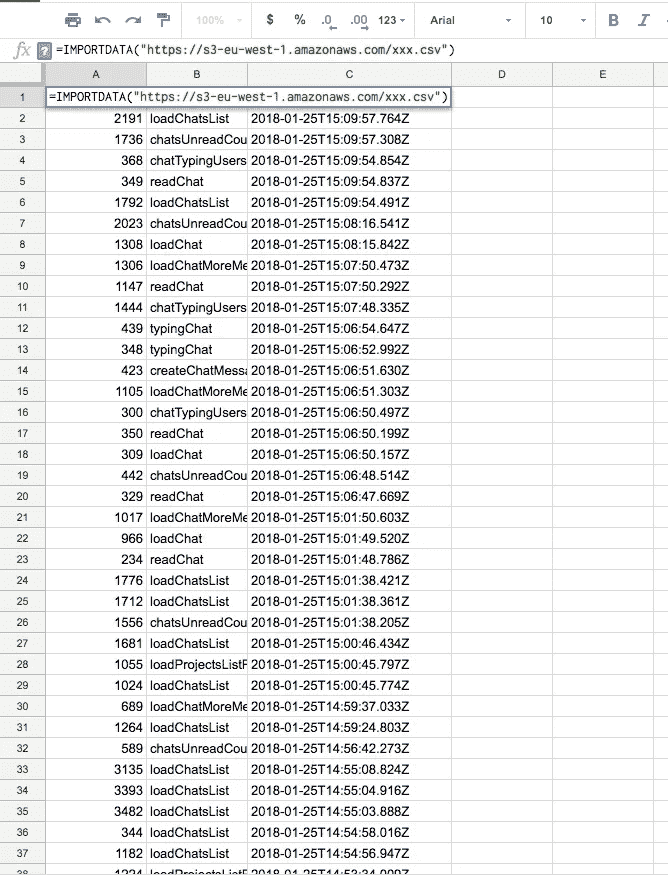 100% $ % .0 .00 123 Arial 10 B I
fx ? =IMPORTDATA("https://s3-eu-west-1.amazonaws.com/xxx.csv")
A B C D E
1 =IMPORTDATA("https://s3-eu-west-1.amazonaws.com/xxx.csv")
2 2191 loadChatsList 2018-01-25T15:09:57.764Z
3 1736 chatsUnreadCou 2018-01-25T15:09:57.308Z
4 368 chatTypingUsers 2018-01-25T15:09:54.854Z
5 349 readChat 2018-01-25T15:09:54.837Z
6 1792 loadChatsList 2018-01-25T15:09:54.491Z
7 2023 chatsUnreadCou 2018-01-25T15:08:16.541Z
8 1308 loadChat 2018-01-25T15:08:15.842Z
9 1306 loadChatMoreMe 2018-01-25T15:07:50.473Z
10 1147 readChat 2018-01-25T15:07:50.292Z
11 1444 chatTypingUsers 2018-01-25T15:07:48.335Z
12 439 typingChat 2018-01-25T15:06:54.647Z
13 348 typingChat 2018-01-25T15:06:52.992Z
14 423 createChatMessa 2018-01-25T15:06:51.630Z
15 1105 loadChatMoreMe 2018-01-25T15:06:51.303Z
16 300 chatTypingUsers 2018-01-25T15:06:50.497Z
17 350 readChat 2018-01-25T15:06:50.199Z
18 309 loadChat 2018-01-25T15:06:50.157Z
19 442 chatsUnreadCou 2018-01-25T15:06:48.514Z
20 329 readChat 2018-01-25T15:06:47.669Z
21 1017 loadChatMoreMe 2018-01-25T15:01:50.603Z
22 966 loadChat 2018-01-25T15:01:49.520Z
23 234 readChat 2018-01-25T15:01:48.786Z
24 1776 loadChatsList 2018-01-25T15:01:38.421Z
25 1712 loadChatsList 2018-01-25T15:01:38.361Z
26 1556 chatsUnreadCou 2018-01-25T15:01:38.205Z
27 1681 loadChatsList 2018-01-25T15:00:46.434Z
28 1055 loadProjectsListF 2018-01-25T15:00:45.797Z
29 1024 loadChatsList 2018-01-25T15:00:45.774Z
30 689 loadChatMoreMe 2018-01-25T14:59:37.033Z
31 1264 loadChatsList 2018-01-25T14:59:24.803Z
32 589 chatsUnreadCou 2018-01-25T14:56:42.273Z
33 3135 loadChatsList 2018-01-25T14:55:08.824Z
34 3393 loadChatsList 2018-01-25T14:55:04.916Z
35 3482 loadChatsList 2018-01-25T14:55:03.888Z
36 344 loadChatsList 2018-01-25T14:54:58.016Z
37 1182 loadChatsList 2018-01-25T14:54:56.947Z